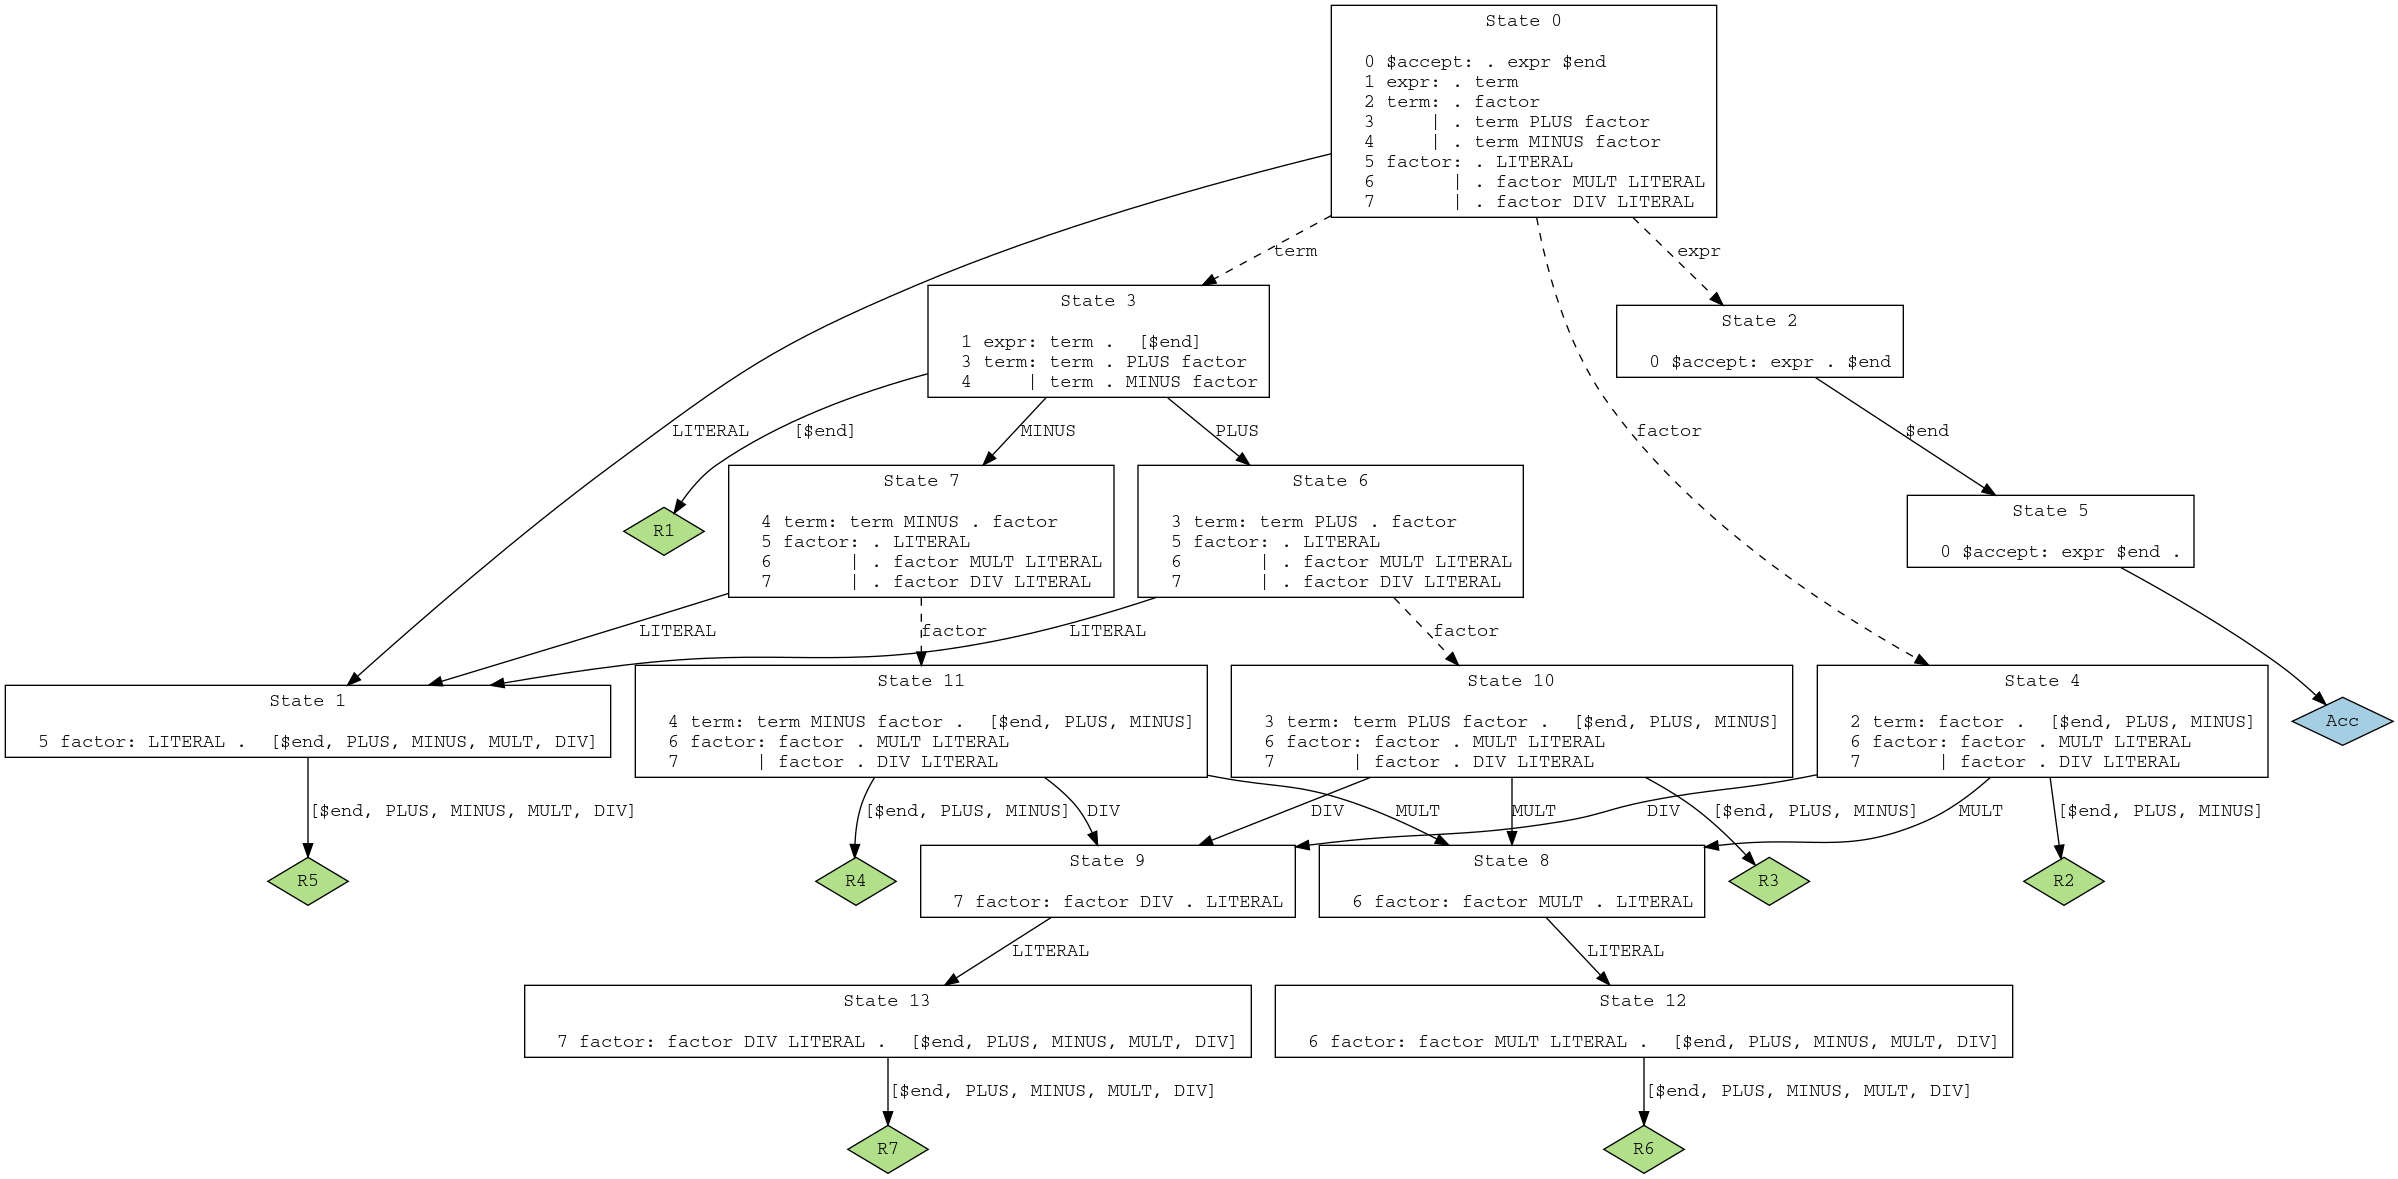 State 0
0 $accept: . expr $end
1 expr: . term
2 term: . factor
3 | . term PLUS factor
4 | . term MINUS factor
5 factor: . LITERAL
6 | . factor MULT LITERAL
7 | . factor DIV LITERAL
term
expr
State 3
1 expr: term .  [$end]
3 term: term . PLUS factor
4 | term . MINUS factor
State 2
0 $accept: expr . $end
LITERAL
[$end]
MINUS
PLUS
factor
$end
State 7
4 term: term MINUS . factor
5 factor: . LITERAL
6 | . factor MULT LITERAL
7 | . factor DIV LITERAL
State 6
3 term: term PLUS . factor
5 factor: . LITERAL
6 | . factor MULT LITERAL
7 | . factor DIV LITERAL
R1
State 5
0 $accept: expr $end .
LITERAL
factor
LITERAL
factor
State 1
5 factor: LITERAL .  [$end, PLUS, MINUS, MULT, DIV]
State 11
4 term: term MINUS factor .  [$end, PLUS, MINUS]
6 factor: factor . MULT LITERAL
7 | factor . DIV LITERAL
State 10
3 term: term PLUS factor .  [$end, PLUS, MINUS]
6 factor: factor . MULT LITERAL
7 | factor . DIV LITERAL
State 4
2 term: factor .  [$end, PLUS, MINUS]
6 factor: factor . MULT LITERAL
7 | factor . DIV LITERAL
Acc
[$end, PLUS, MINUS, MULT, DIV]
[$end, PLUS, MINUS]
DIV
MULT
DIV
MULT
[$end, PLUS, MINUS]
DIV
MULT
[$end, PLUS, MINUS]
R5
R4
State 9
7 factor: factor DIV . LITERAL
State 8
6 factor: factor MULT . LITERAL
R3
R2
LITERAL
LITERAL
State 13
7 factor: factor DIV LITERAL .  [$end, PLUS, MINUS, MULT, DIV]
State 12
6 factor: factor MULT LITERAL .  [$end, PLUS, MINUS, MULT, DIV]
[$end, PLUS, MINUS, MULT, DIV]
[$end, PLUS, MINUS, MULT, DIV]
R7
R6